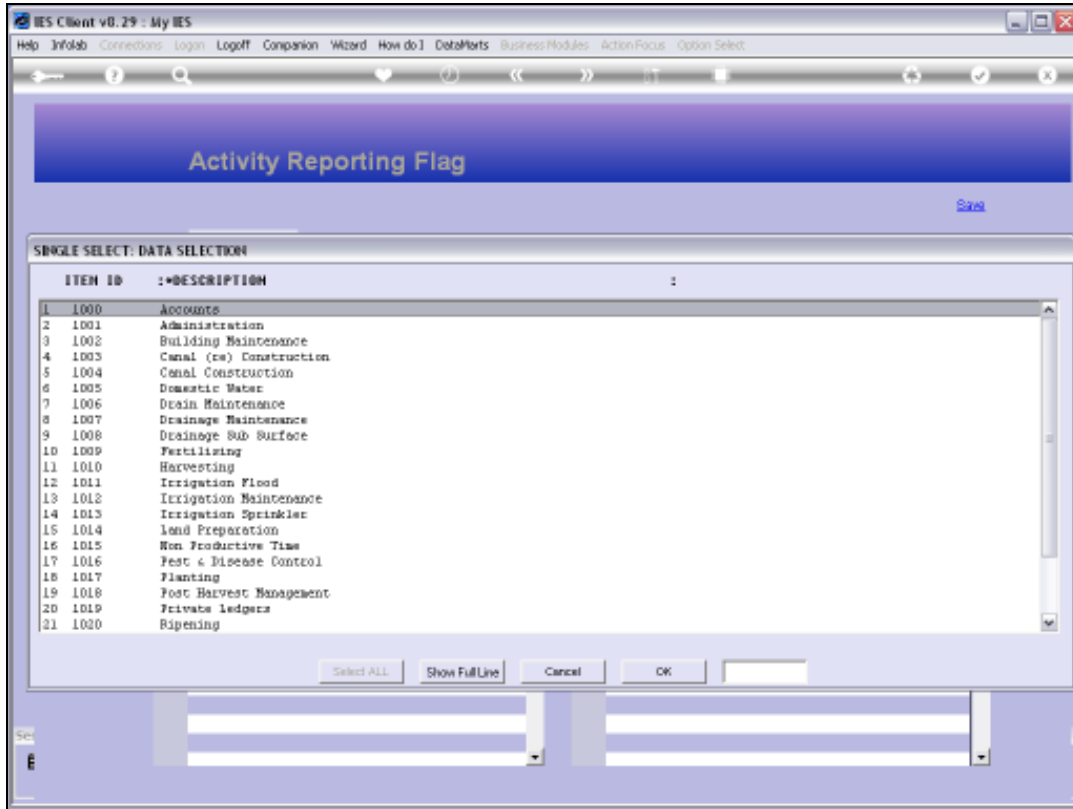 IES Client v8.29 : My IES
Help Infolab Connections Logon Logoff Companion Wizard How do I DataMarts Business Modules Action Focus Option Select
Activity Reporting Flag
Save
SINGLE SELECT: DATA SELECTION
ITEM ID :*DESCRIPTION :
1 1000 Accounts
2 1001 Administration
3 1002 Building Maintenance
4 1003 Canal (re) Construction
5 1004 Canal Construction
6 1005 Domestic Water
7 1006 Drain Maintenance
8 1007 Drainage Maintenance
9 1008 Drainage Sub Surface
10 1009 Fertilizing
11 1010 Harvesting
12 1011 Irrigation Flood
13 1012 Irrigation Maintenance
14 1013 Irrigation Sprinkler
15 1014 land Preparation
16 1015 Non Productive Time
17 1016 Pest & Disease Control
18 1017 Planting
19 1018 Post Harvest Management
20 1019 Private ledgers
21 1020 Ripening
Select ALL Show Full Line Cancel OK